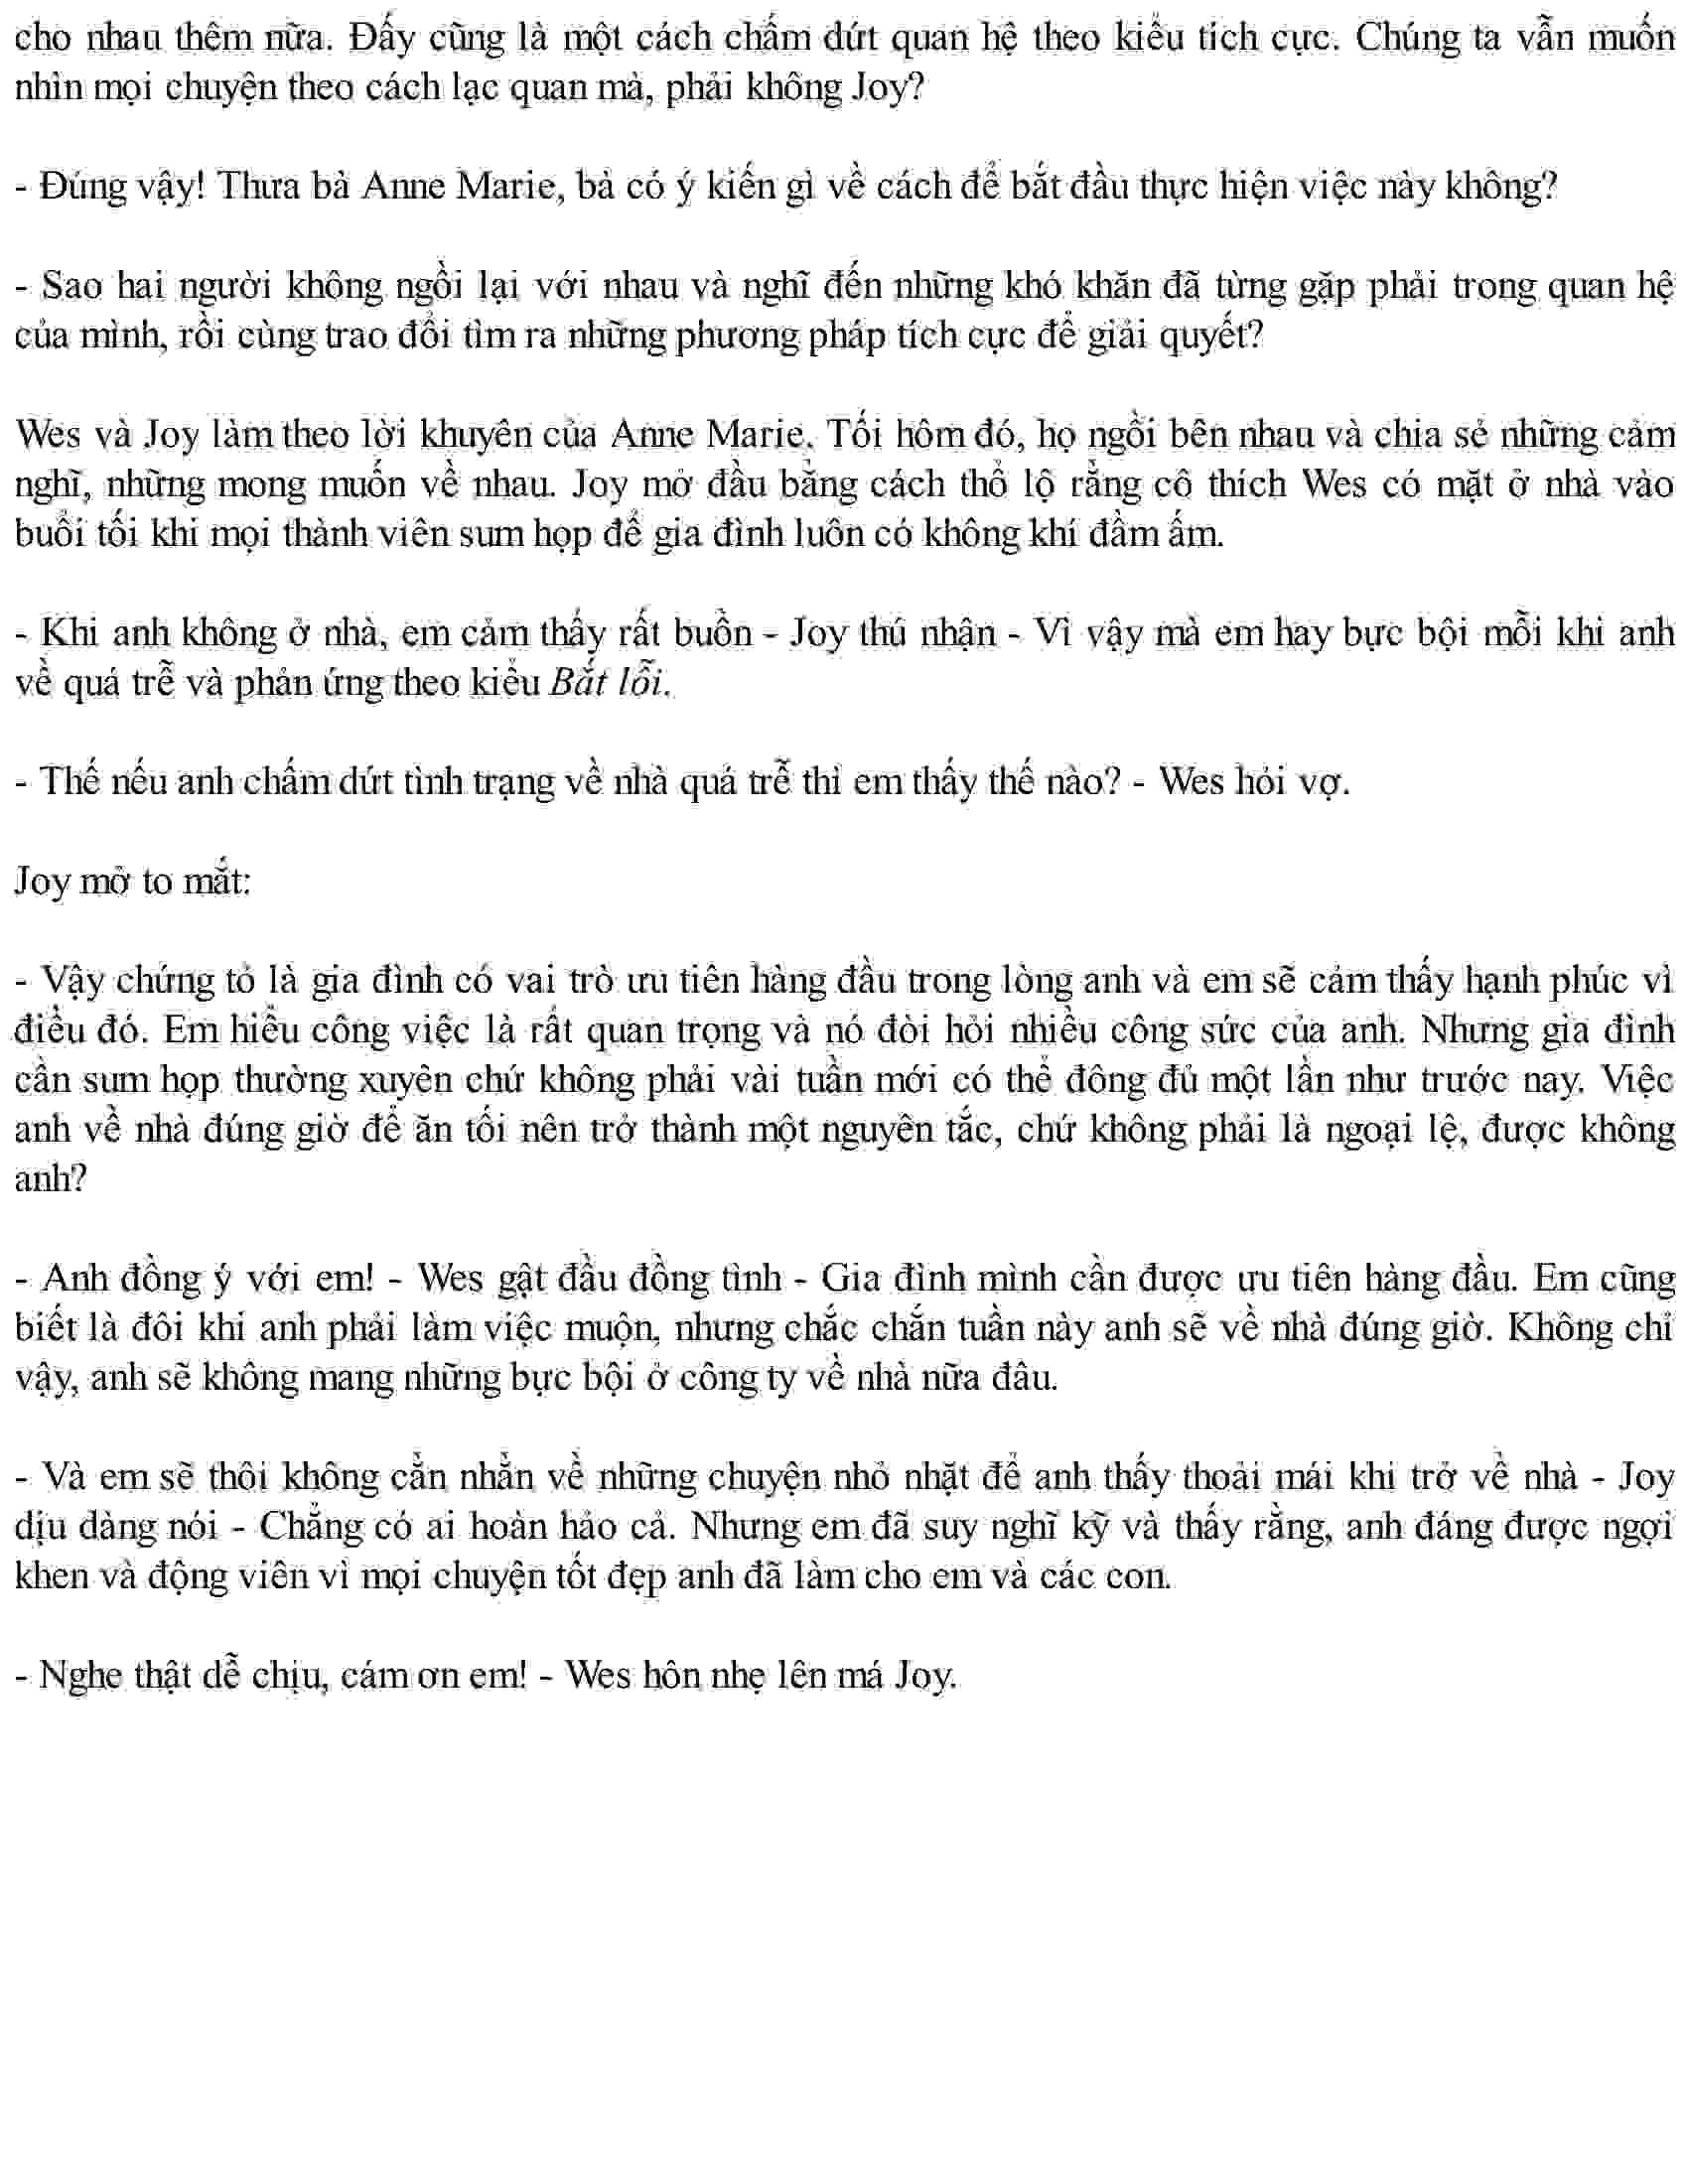 cho nhau thêm nữa. Đấy cũng là một cách chấm dứt quan hệ theo kiểu tích cực. Chúng ta vẫn muốn
nhìn mọi chuyện theo cách lạc quan mà, phải không Joy?
- Đúng vậy! Thưa bà Anne Marie, bà có ý kiến gì về cách để bắt đầu thực hiện việc này không?
- Sao hai người không ngồi lại với nhau và nghĩ đến những khó khăn đã từng gặp phải trong quan hệ
của mình, rồi cùng trao đổi tìm ra những phương pháp tích cực để giải quyết?
Wes và Joy làm theo lời khuyên của Anne Marie. Tối hôm đó, họ ngồi bên nhau và chia sẻ những cảm
nghĩ, những mong muốn về nhau. Joy mở đầu bằng cách thổ lộ rằng cô thích Wes có mặt ở nhà vào
buổi tối khi mọi thành viên sum họp để gia đình luôn có không khí đầm ấm.
- Khi anh không ở nhà, em cảm thấy rất buồn - Joy thú nhận - Vì vậy mà em hay bực bội mỗi khi anh
về quá trễ và phản ứng theo kiểu Bắt lỗi.
- Thế nếu anh chấm dứt tình trạng về nhà quá trễ thì em thấy thế nào? - Wes hỏi vợ.
Joy mở to mắt:
- Vậy chứng tỏ là gia đình có vai trò ưu tiên hàng đầu trong lòng anh và em sẽ cảm thấy hạnh phúc vì
điều đó. Em hiểu công việc là rất quan trọng và nó đòi hỏi nhiều công sức của anh. Nhưng gia đình
cần sum họp thường xuyên chứ không phải vài tuần mới có thể đông đủ một lần như trước nay. Việc
anh về nhà đúng giờ để ăn tối nên trở thành một nguyên tắc, chứ không phải là ngoại lệ, được không
anh?
- Anh đồng ý với em! - Wes gật đầu đồng tình - Gia đình mình cần được ưu tiên hàng đầu. Em cũng
biết là đôi khi anh phải làm việc muộn, nhưng chắc chắn tuần này anh sẽ về nhà đúng giờ. Không chỉ
vậy, anh sẽ không mang những bực bội ở công ty về nhà nữa đâu.
- Và em sẽ thôi không cằn nhằn về những chuyện nhỏ nhặt để anh thấy thoải mái khi trở về nhà - Joy
dịu dàng nói - Chẳng có ai hoàn hảo cả. Nhưng em đã suy nghĩ kỹ và thấy rằng, anh đáng được ngợi
khen và động viên vì mọi chuyện tốt đẹp anh đã làm cho em và các con.
- Nghe thật dễ chịu, cám ơn em! - Wes hôn nhẹ lên má Joy.